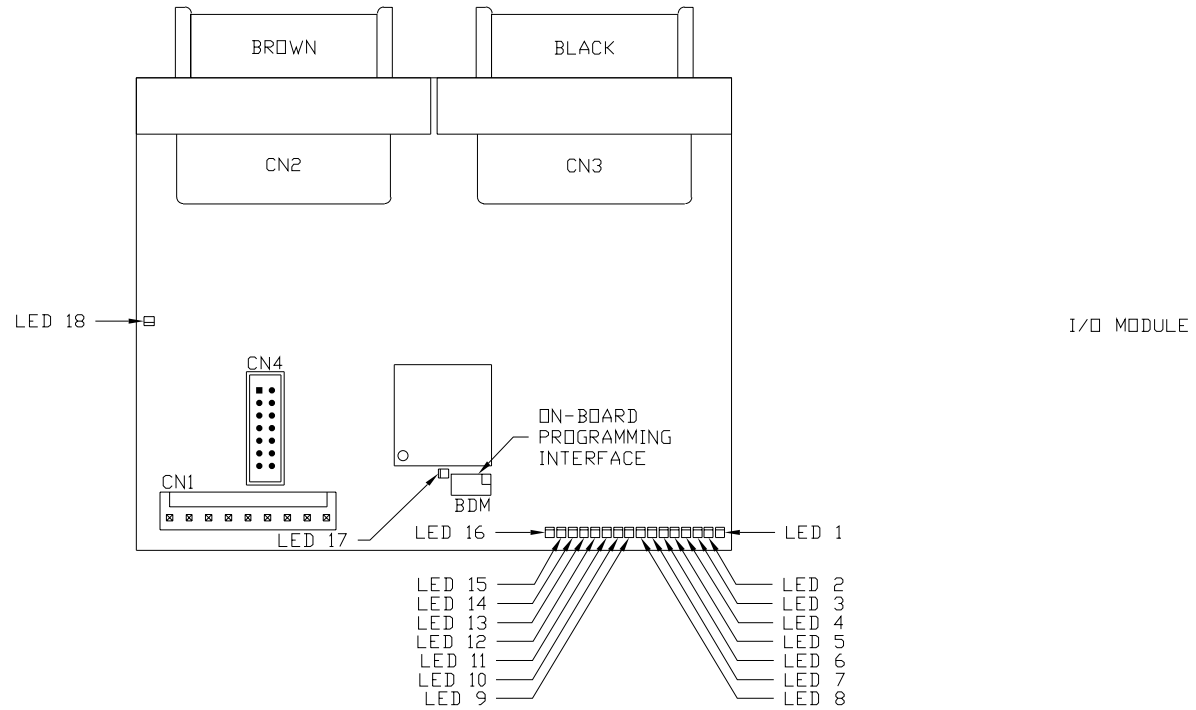 BROWN
BLACK
CN2
CN3
LED 18
I/O MODULE
CN4
ON-BOARD
PROGRAMMING
INTERFACE
CN1
BDM
LED 17
LED 16
LED 1
LED 15
LED 2
LED 14
LED 3
LED 13
LED 4
LED 12
LED 5
LED 11
LED 6
LED 10
LED 7
LED 9
LED 8